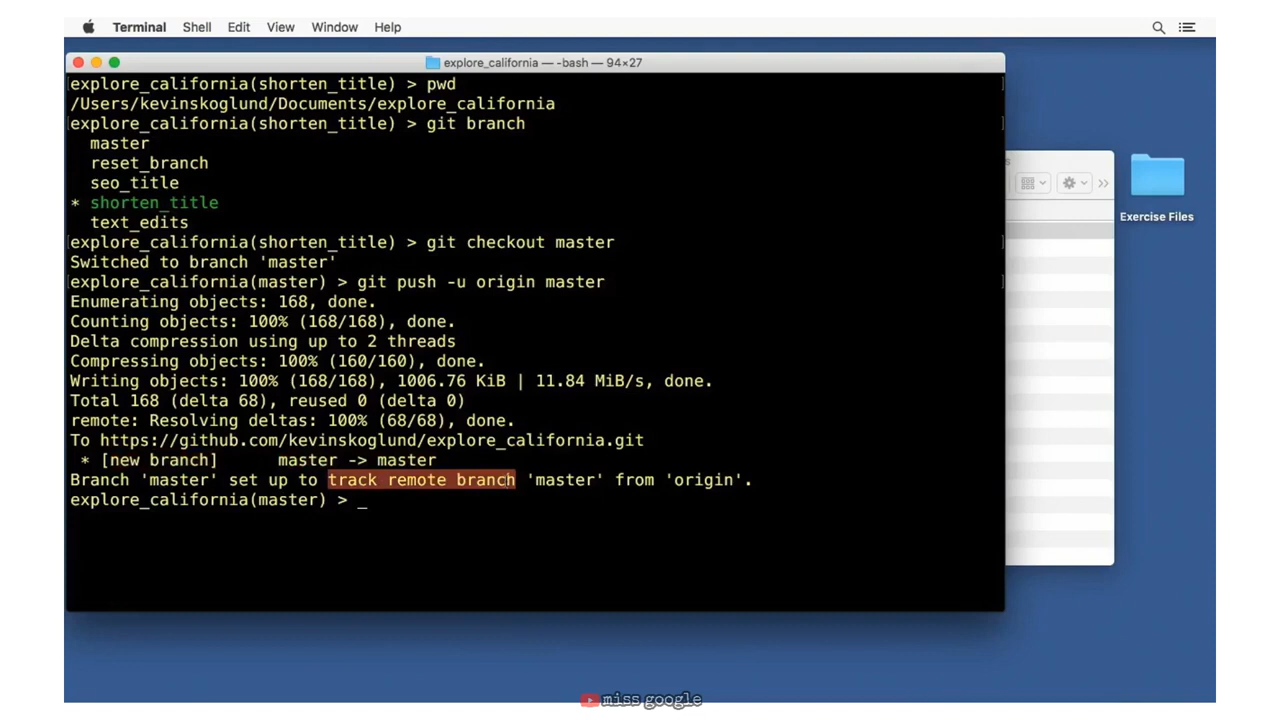 Terminal Shell Edit View Window Help
explore_california — -bash — 94×27
explore_california(shorten_title) > pwd
/Users/kevinskoglund/Documents/explore_california
explore_california(shorten_title) > git branch
master
reset_branch
seo_title
* shorten_title
text_edits
explore_california(shorten_title) > git checkout master
Switched to branch 'master'
explore_california(master) > git push -u origin master
Enumerating objects: 168, done.
Counting objects: 100% (168/168), done.
Delta compression using up to 2 threads
Compressing objects: 100% (160/160), done.
Writing objects: 100% (168/168), 1006.76 KiB | 11.84 MiB/s, done.
Total 168 (delta 68), reused 0 (delta 0)
remote: Resolving deltas: 100% (68/68), done.
To https://github.com/kevinskoglund/explore_california.git
* [new branch] master -> master
Branch 'master' set up to track remote branch 'master' from 'origin'.
explore_california(master) > _
Exercise Files
miss google